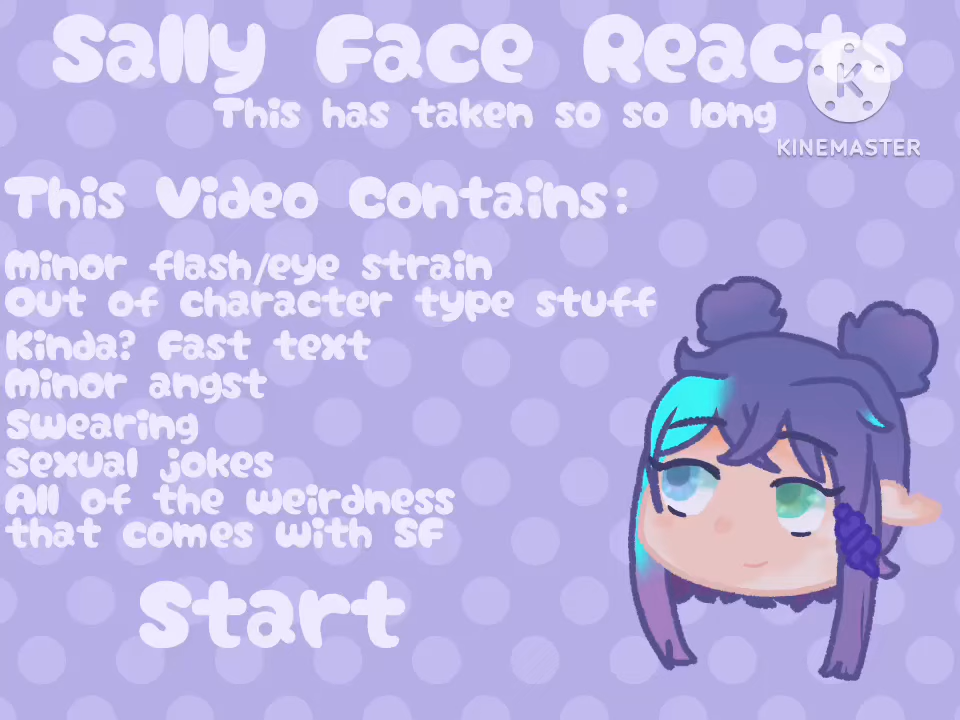 Sally Face Reacts
This has taken so so long
K
KINEMASTER
This Video Contains:
Minor flash/eye strain
Out of character type stuff
Kinda? Fast text
Minor angst
Swearing
Sexual jokes
All of the weirdness
that comes with SF
Start